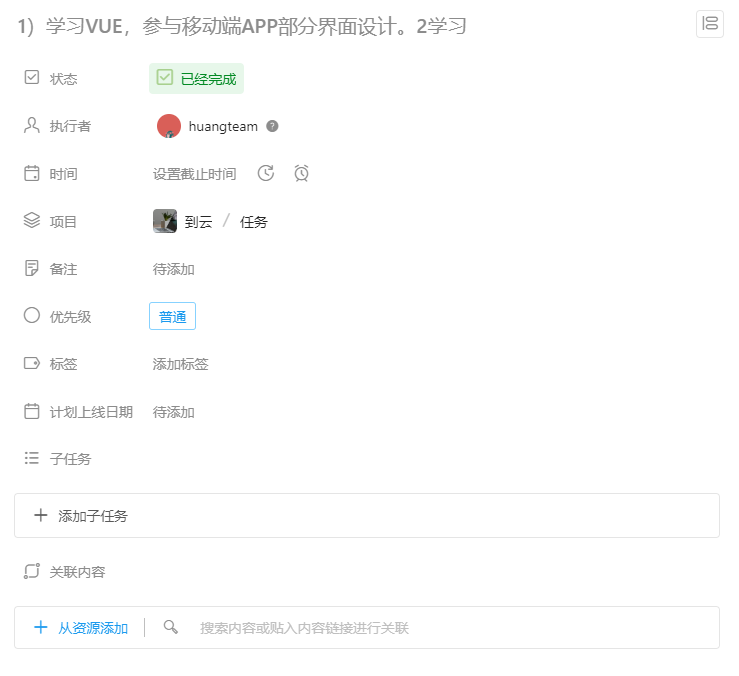 1）学习VUE，参与移动端APP部分界面设计。2学习
状态 已经完成
执行者 huangteam ?
时间 设置截止时间
项目 到云 / 任务
备注 待添加
优先级 普通
标签 添加标签
计划上线日期 待添加
子任务
+ 添加子任务
关联内容
+ 从资源添加 搜索内容或贴入内容链接进行关联